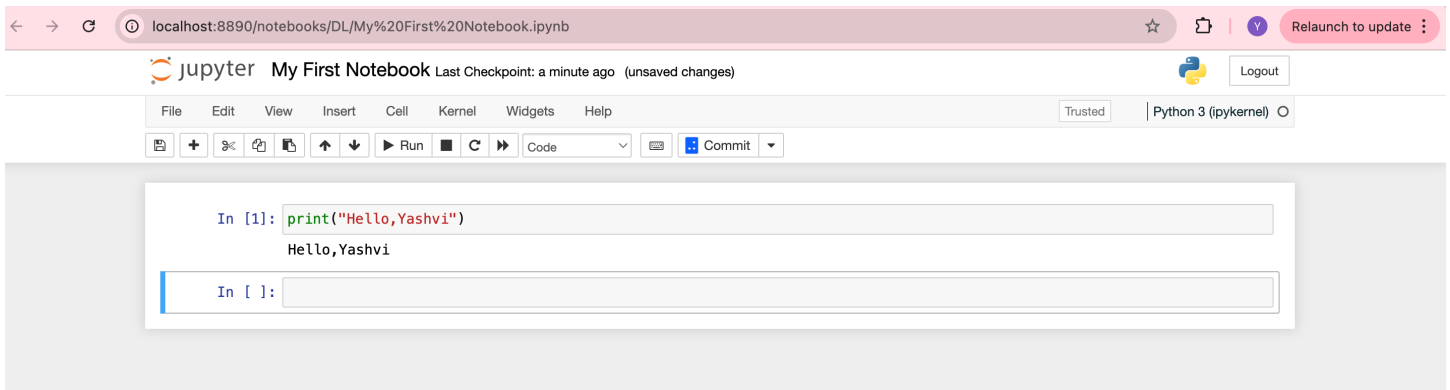 localhost:8890/notebooks/DL/My%20First%20Notebook.ipynb Y Relaunch to update
jupyter My First Notebook Last Checkpoint: a minute ago (unsaved changes) Logout
File Edit View Insert Cell Kernel Widgets Help Trusted Python 3 (ipykernel)
Run Code Commit
In [1]: print("Hello,Yashvi")
Hello,Yashvi
In [ ]: